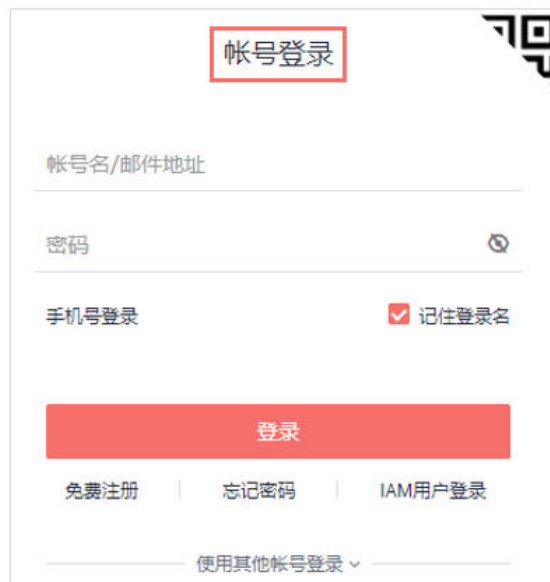 帐号登录
帐号名/邮件地址
密码
手机号登录 记住登录名
登录
免费注册 忘记密码 IAM用户登录
使用其他帐号登录